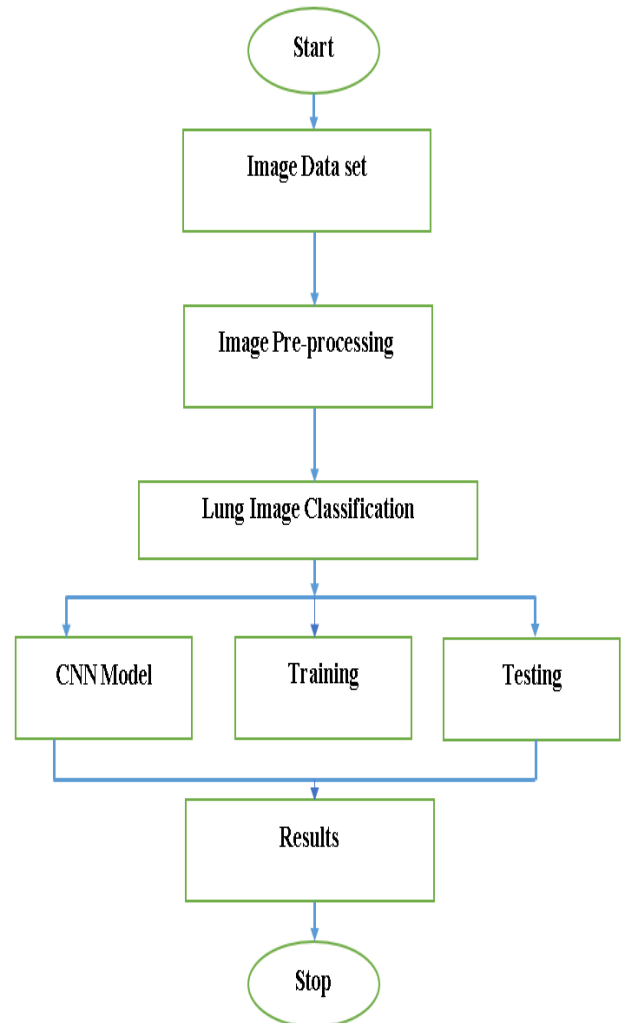 Start
Image Data set
Image Pre-processing
Lung Image Classification
CNN Model
Training
Testing
Results
Stop